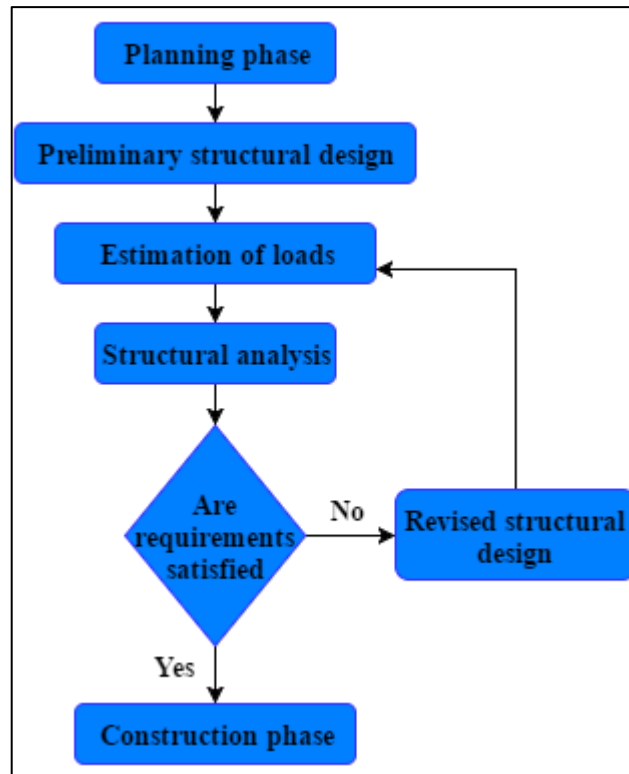 Planning phase
Preliminary structural design
Estimation of loads
Structural analysis
Are
requirements
satisfied
No
Revised structural
design
Yes
Construction phase